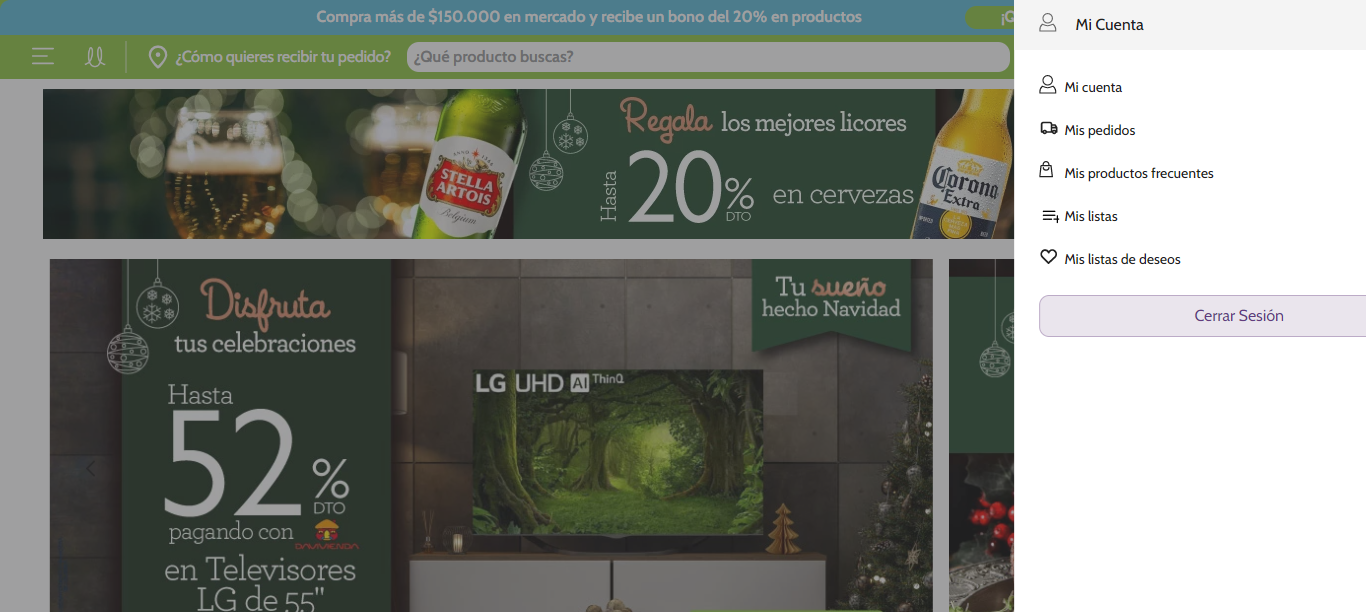 Compra más de $150.000 en mercado y recibe un bono del 20% en productos
¿Cómo quieres recibir tu pedido?
¿Qué producto buscas?
Mi Cuenta
Mi cuenta
Mis pedidos
Mis productos frecuentes
Mis listas
Mis listas de deseos
Cerrar Sesión
STELLA
ARTOIS
Belgium
Regala los mejores licores
Hasta
20%
DTO
en cervezas
Corona
Extra
Disfruta
tus celebraciones
Hasta
52%
DTO
pagando con
DAVIVIENDA
en Televisores
LG de 55"
Tu sueño
hecho Navidad
LG UHD AI ThinQ